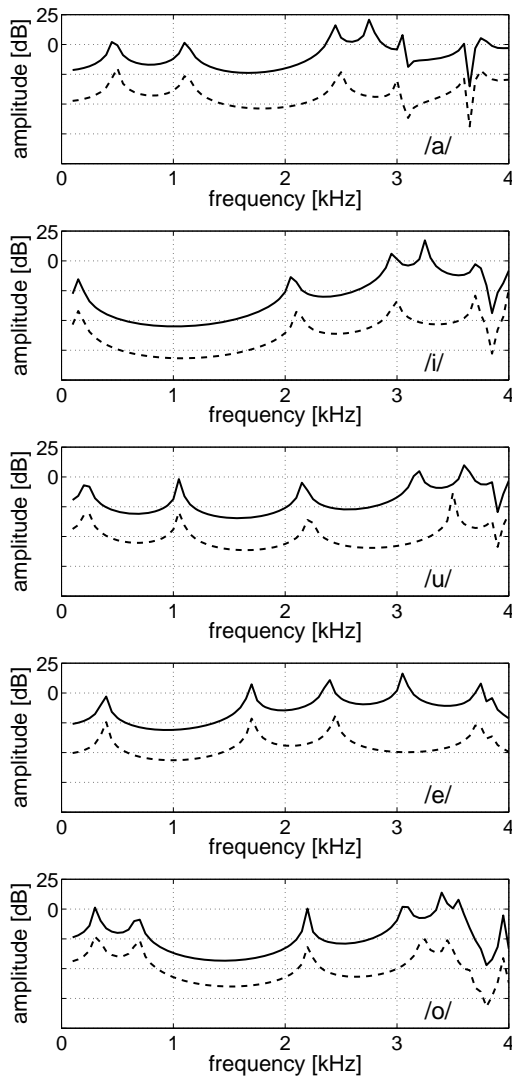 amplitude [dB]
25
0
/a/
0 1 2 3 4
frequency [kHz]
amplitude [dB]
25
0
/i/
0 1 2 3 4
frequency [kHz]
amplitude [dB]
25
0
/u/
0 1 2 3 4
frequency [kHz]
amplitude [dB]
25
0
/e/
0 1 2 3 4
frequency [kHz]
amplitude [dB]
25
0
/o/
0 1 2 3 4
frequency [kHz]